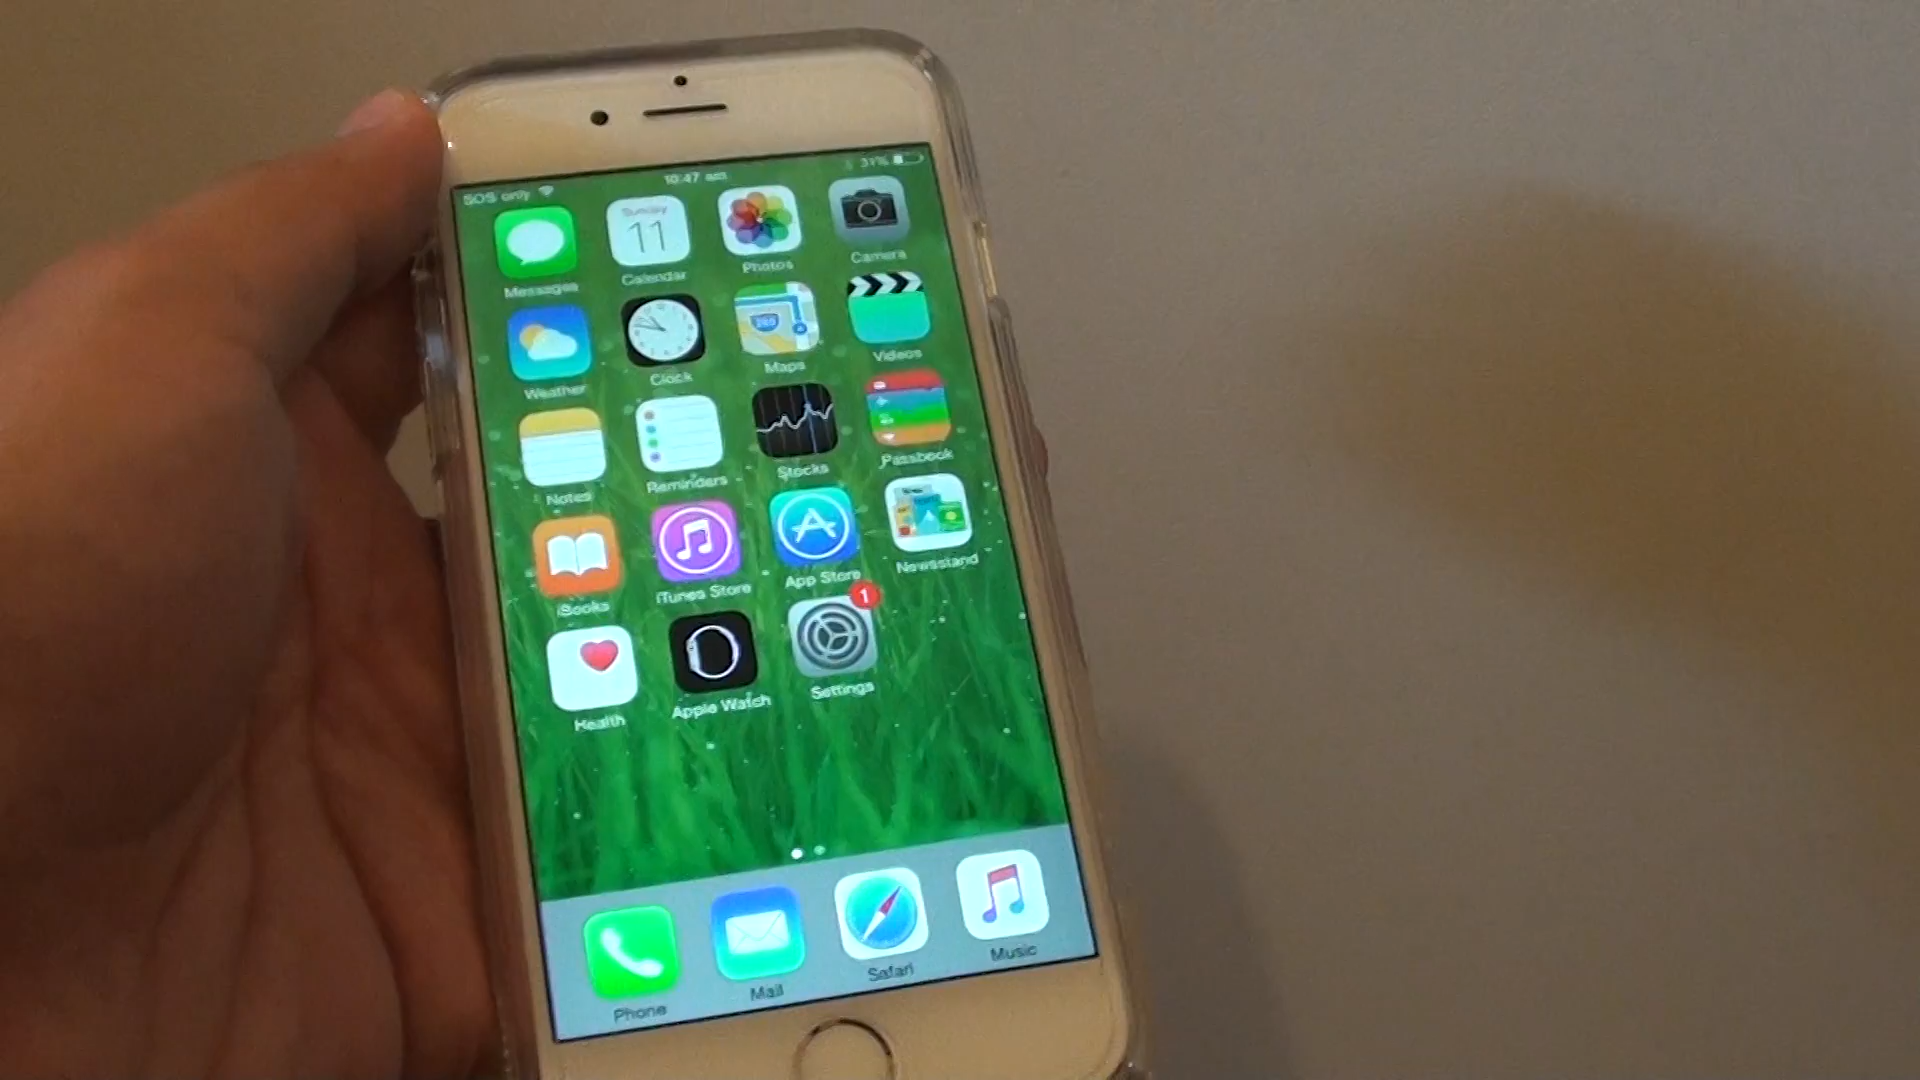 SOS only 10:47 am 31%
Sunday
11
Messages Calendar Photos Camera
280
Weather Clock Maps Videos
Notes Reminders Stocks Passbook
iBooks iTunes Store App Store Newsstand
1
Health Apple Watch Settings
Phone Mail Safari Music